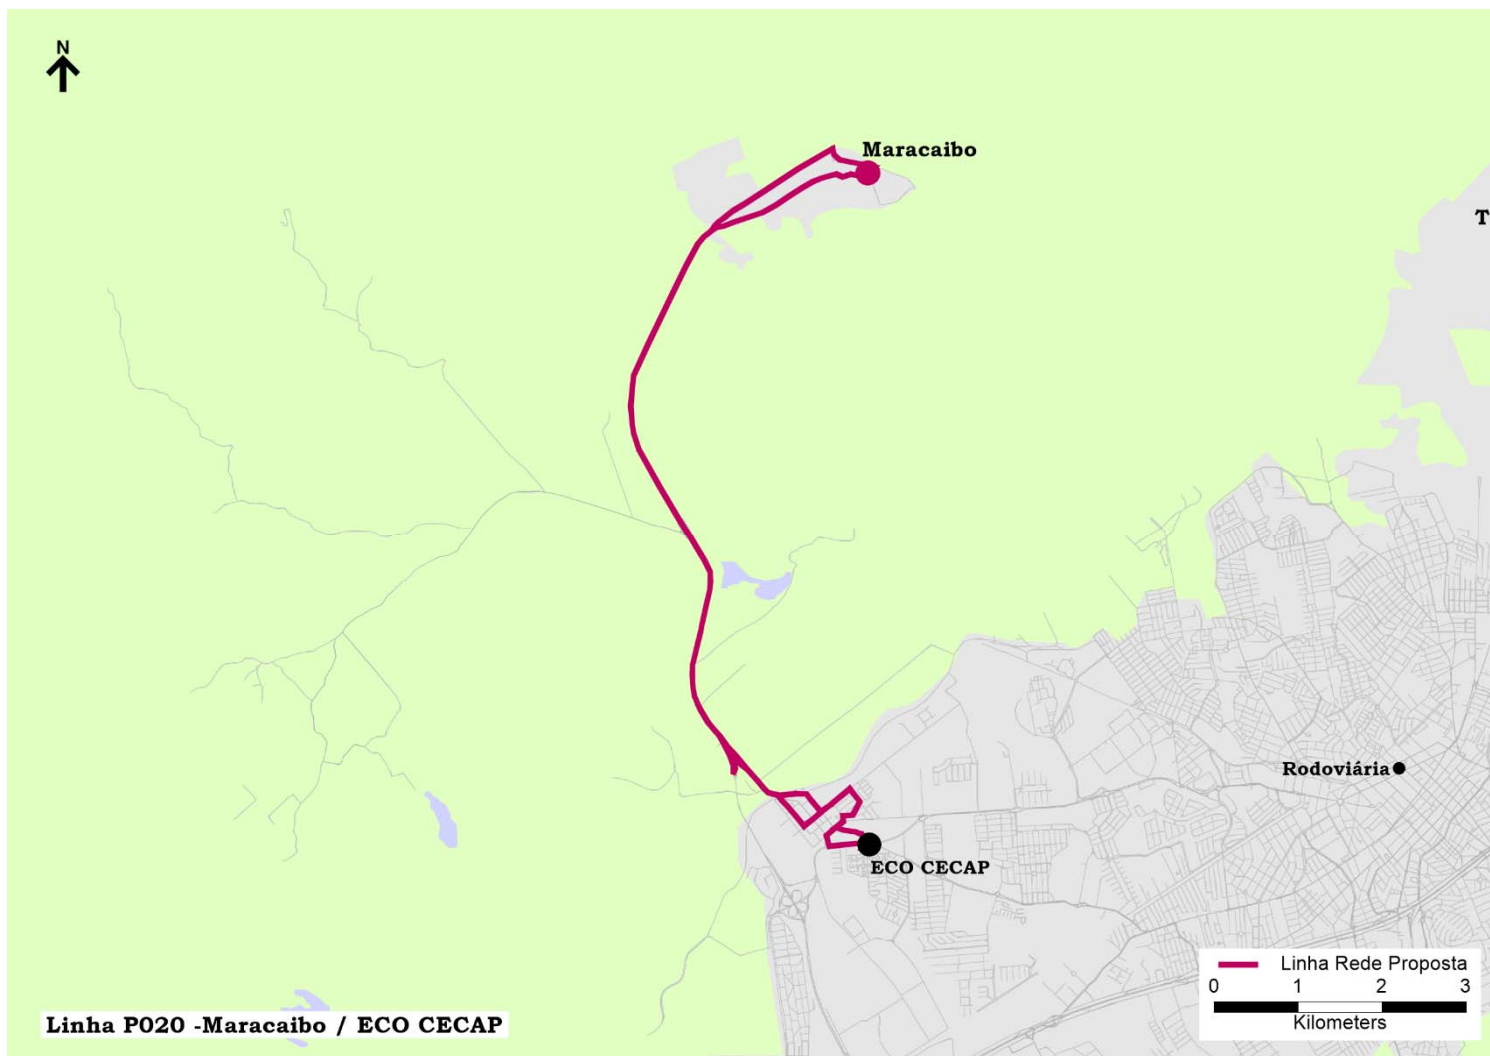 N
Maracaibo
T
Rodoviária
ECO CECAP
Linha Rede Proposta
0 1 2 3
Kilometers
Linha P020 -Maracaibo / ECO CECAP